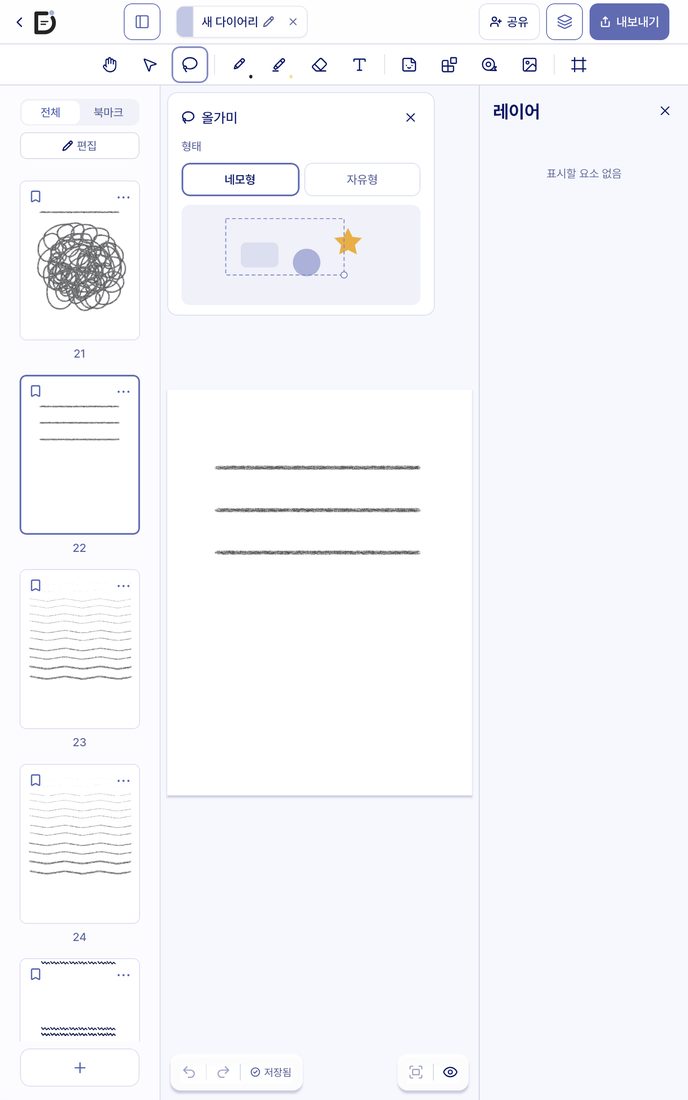 새 다이어리
공유
내보내기
전체
북마크
편집
올가미
형태
네모형
자유형
레이어
표시할 요소 없음
21
22
23
24
저장됨